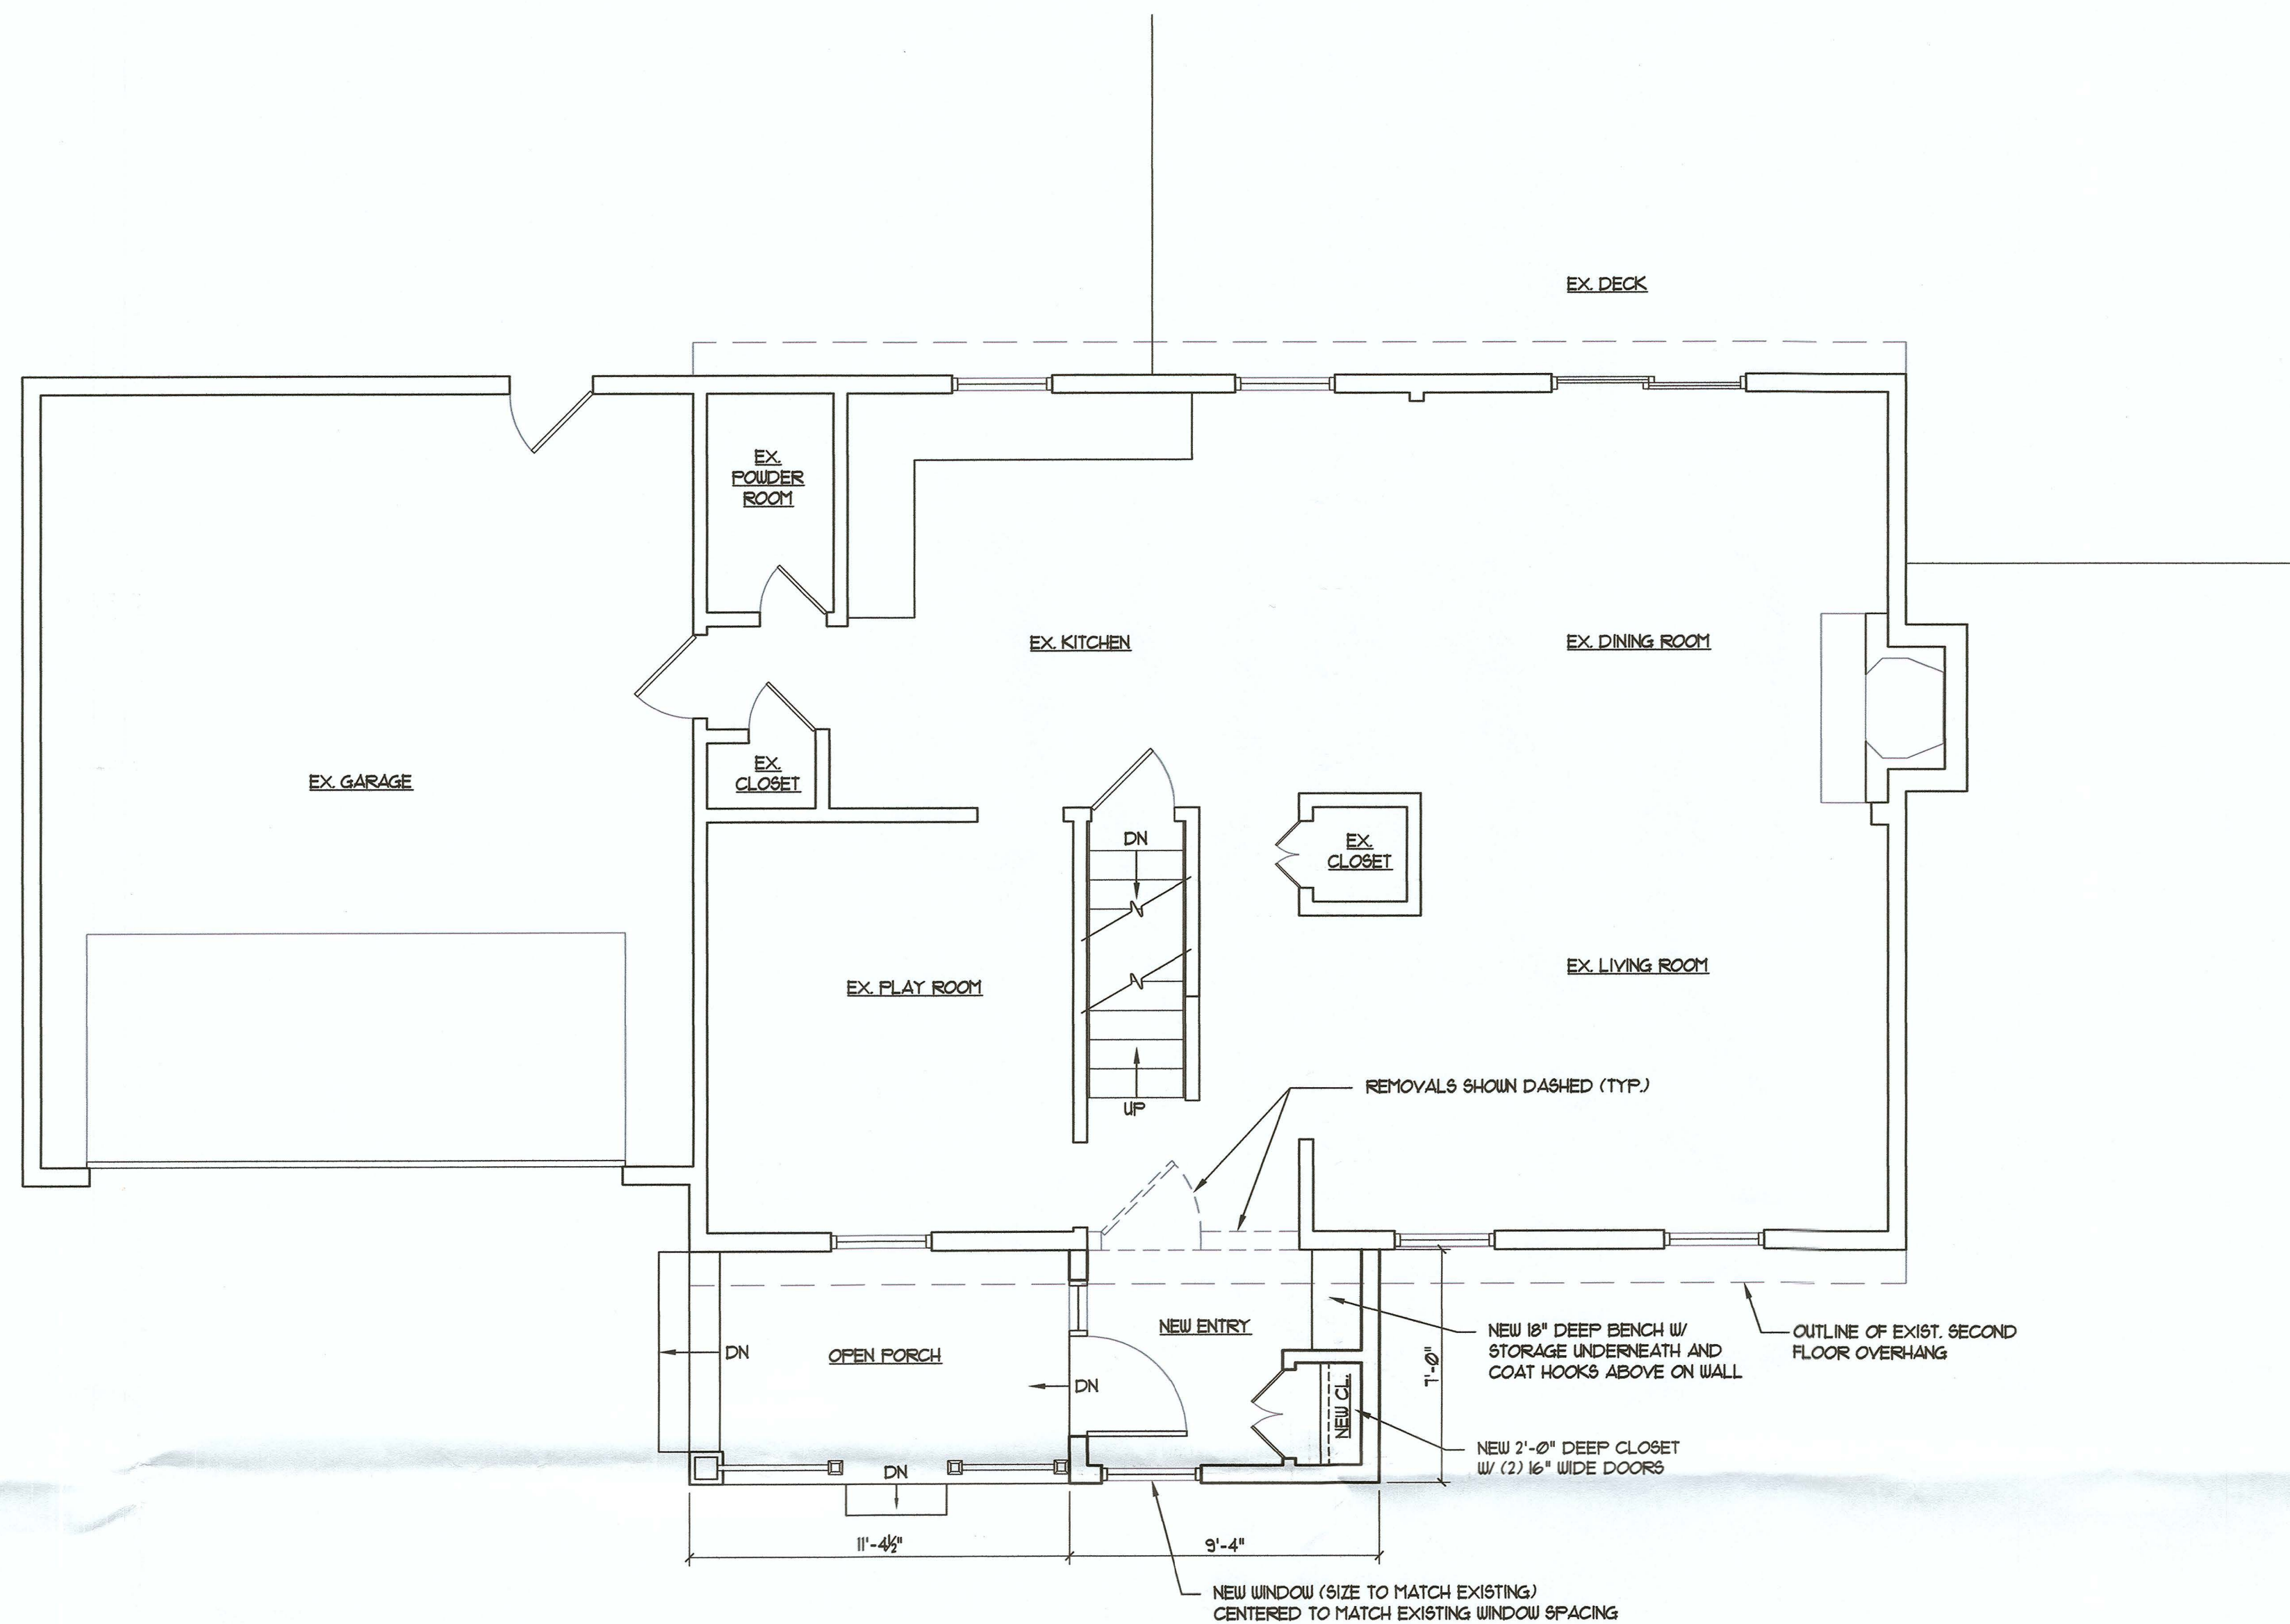 EX. DECK
EX.
POWDER
ROOM
EX. KITCHEN
EX. DINING ROOM
EX. GARAGE
EX.
CLOSET
DN
EX.
CLOSET
EX. PLAY ROOM
EX. LIVING ROOM
UP
REMOVALS SHOWN DASHED (TYP.)
NEW ENTRY
OPEN PORCH
DN
DN
DN
NEW CL.
7'-0"
NEW 18" DEEP BENCH W/
STORAGE UNDERNEATH AND
COAT HOOKS ABOVE ON WALL
OUTLINE OF EXIST. SECOND
FLOOR OVERHANG
NEW 2'-0" DEEP CLOSET
W/ (2) 16" WIDE DOORS
11'-4½"
9'-4"
NEW WINDOW (SIZE TO MATCH EXISTING)
CENTERED TO MATCH EXISTING WINDOW SPACING